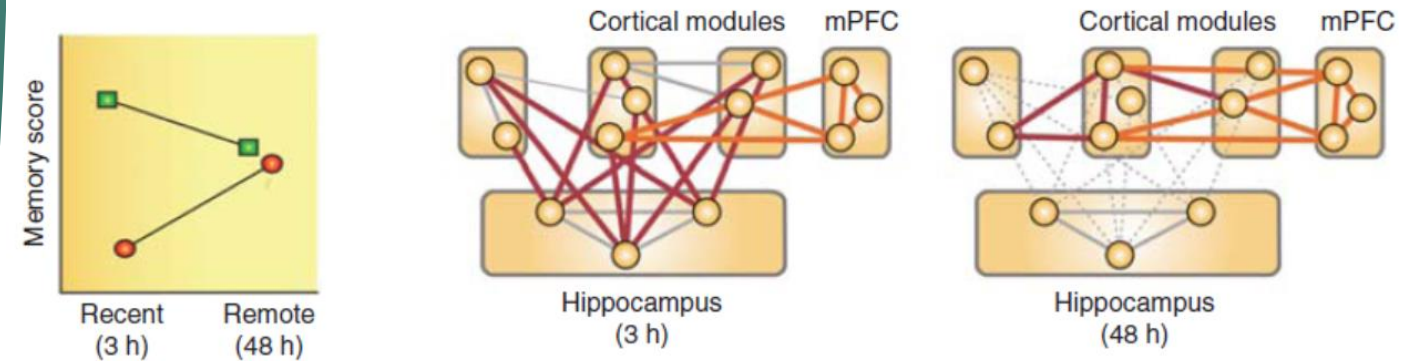 Memory score
Recent
(3 h)
Remote
(48 h)
Cortical modules
mPFC
Hippocampus
(3 h)
Cortical modules
mPFC
Hippocampus
(48 h)